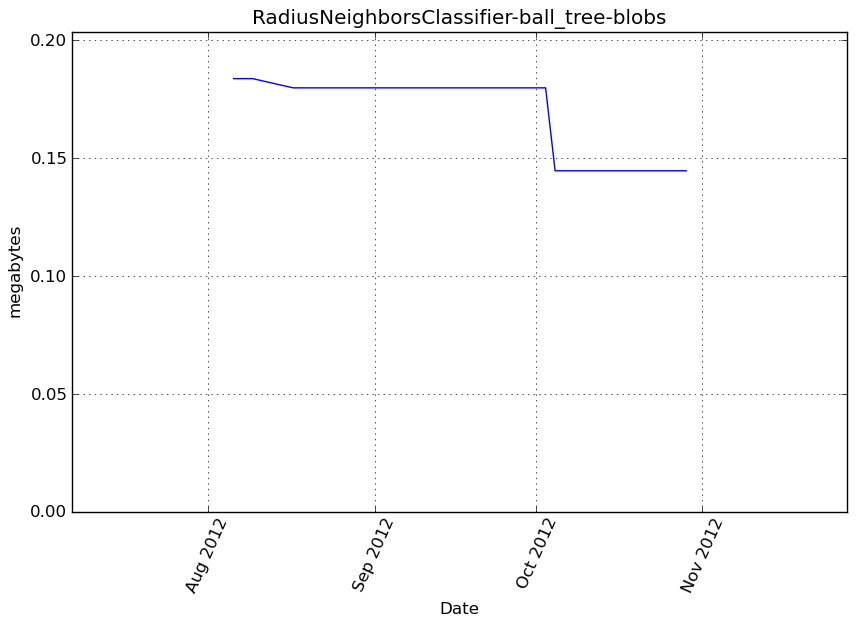 RadiusNeighborsClassifier-ball_tree-blobs
0.20
0.15
0.10
0.05
0.00
megabytes
Aug 2012
Sep 2012
Oct 2012
Nov 2012
Date